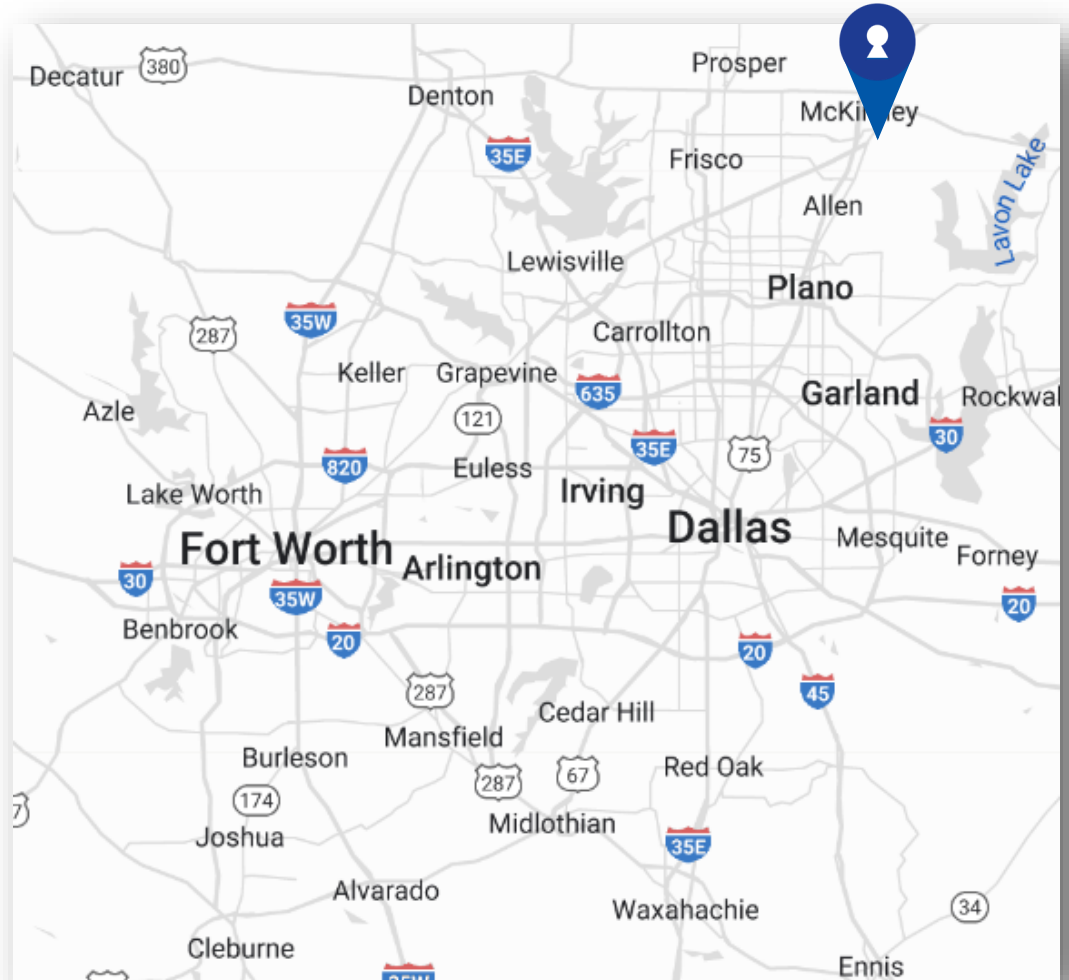 Prosper
Decatur
380
Denton
McKinney
35E
Frisco
Lavon Lake
Allen
Lewisville
Plano
35W
287
Carrollton
Keller
Grapevine
635
Garland
Rockwal
Azle
121
30
35E
75
820
Euless
Lake Worth
Irving
Dallas
Mesquite
Fort Worth
Arlington
Forney
30
35W
20
Benbrook
20
20
287
45
Cedar Hill
Mansfield
Burleson
Red Oak
287
67
174
7
Midlothian
Joshua
35E
Alvarado
Waxahachie
34
Cleburne
Ennis
35W